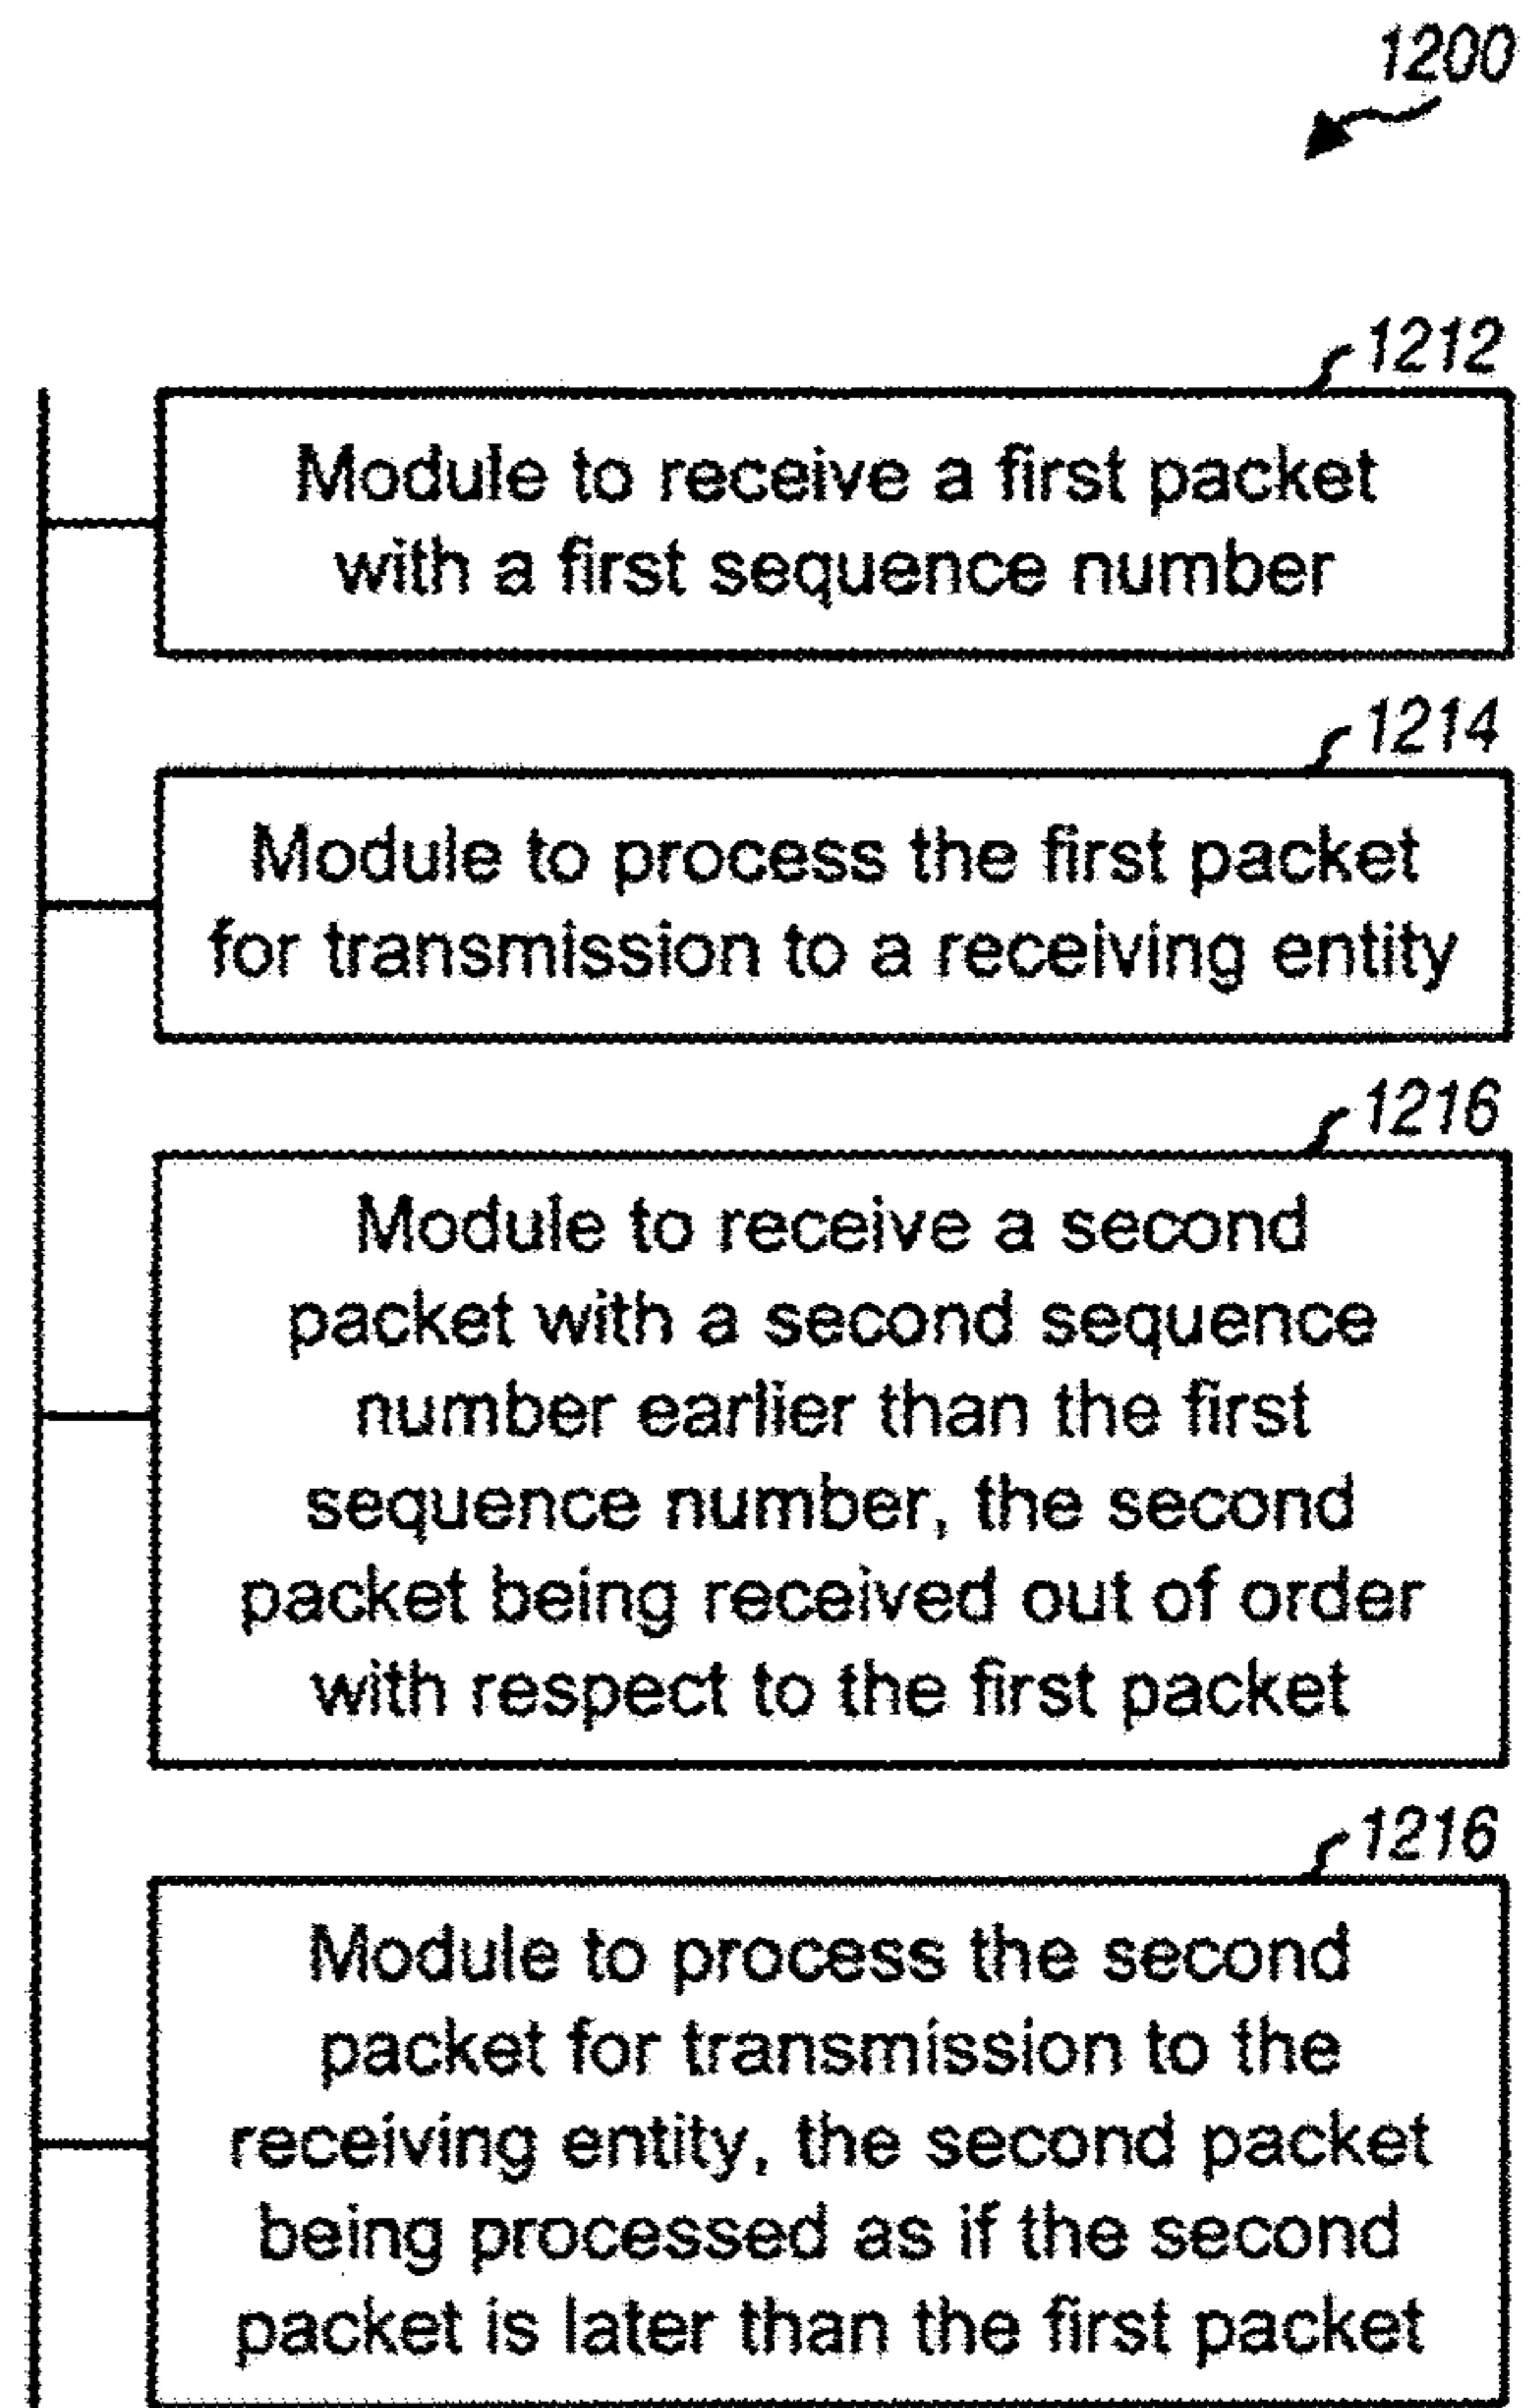 1200
1212
Module to receive a first packet
with a first sequence number
1214
Module to process the first packet
for transmission to a receiving entity
1216
Module to receive a second
packet with a second sequence
number earlier than the first
sequence number, the second
packet being received out of order
with respect to the first packet
1216
Module to process the second
packet for transmission to the
receiving entity, the second packet
being processed as if the second
packet is later than the first packet